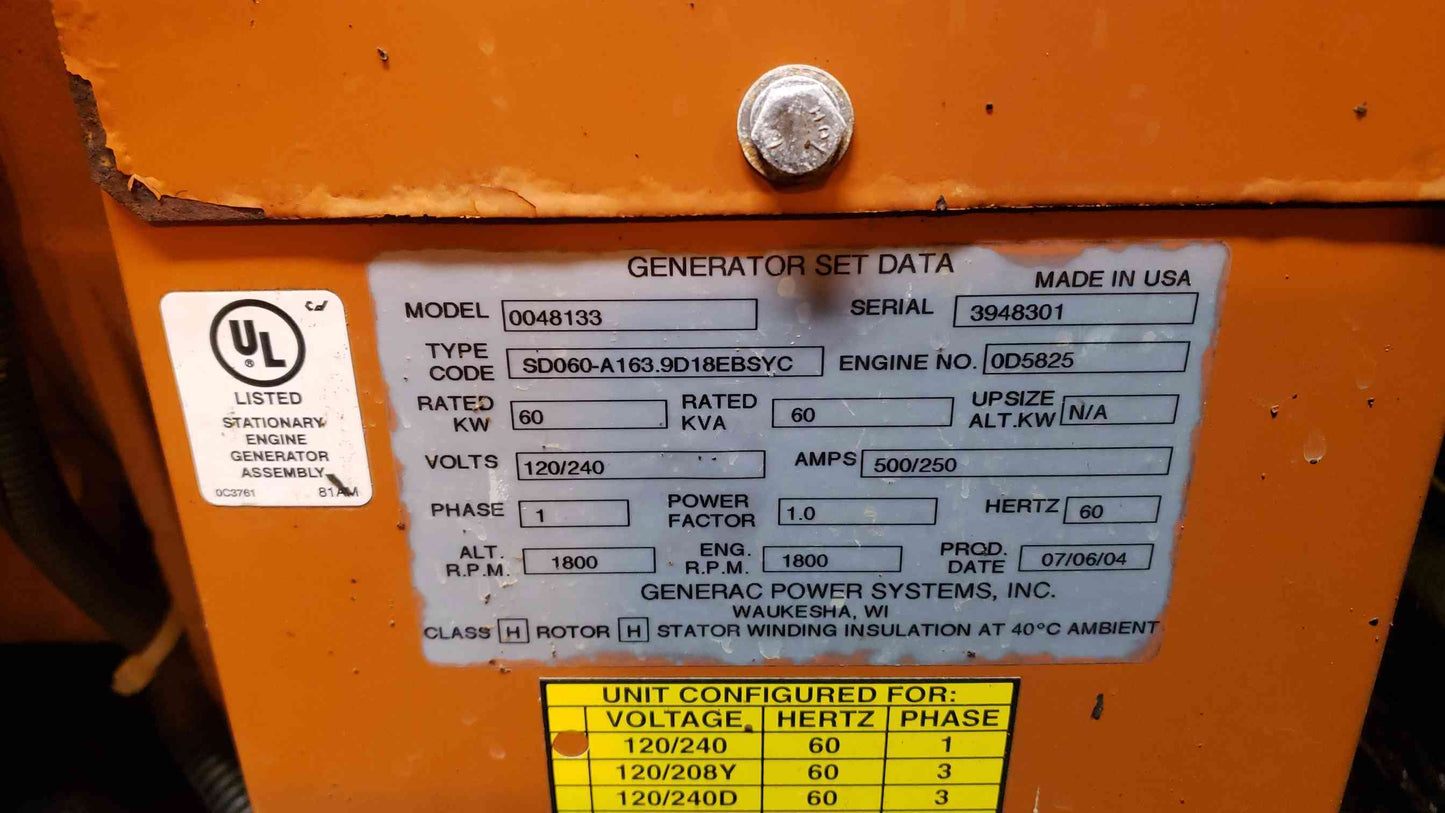 GENERATOR SET DATA
MADE IN USA
MODEL 0048133 SERIAL 3948301
TYPE CODE SD060-A163.9D18EBSYC ENGINE NO. 0D5825
RATED KW 60 RATED KVA 60 UPSIZE ALT.KW N/A
VOLTS 120/240 AMPS 500/250
PHASE 1 POWER FACTOR 1.0 HERTZ 60
ALT. R.P.M. 1800 ENG. R.P.M. 1800 PROD. DATE 07/06/04
GENERAC POWER SYSTEMS, INC.
WAUKESHA, WI
CLASS H ROTOR H STATOR WINDING INSULATION AT 40°C AMBIENT
UL
®
LISTED
STATIONARY
ENGINE
GENERATOR
ASSEMBLY
0C3761 81AM
UNIT CONFIGURED FOR:
VOLTAGE HERTZ PHASE
120/240 60 1
120/208Y 60 3
120/240D 60 3